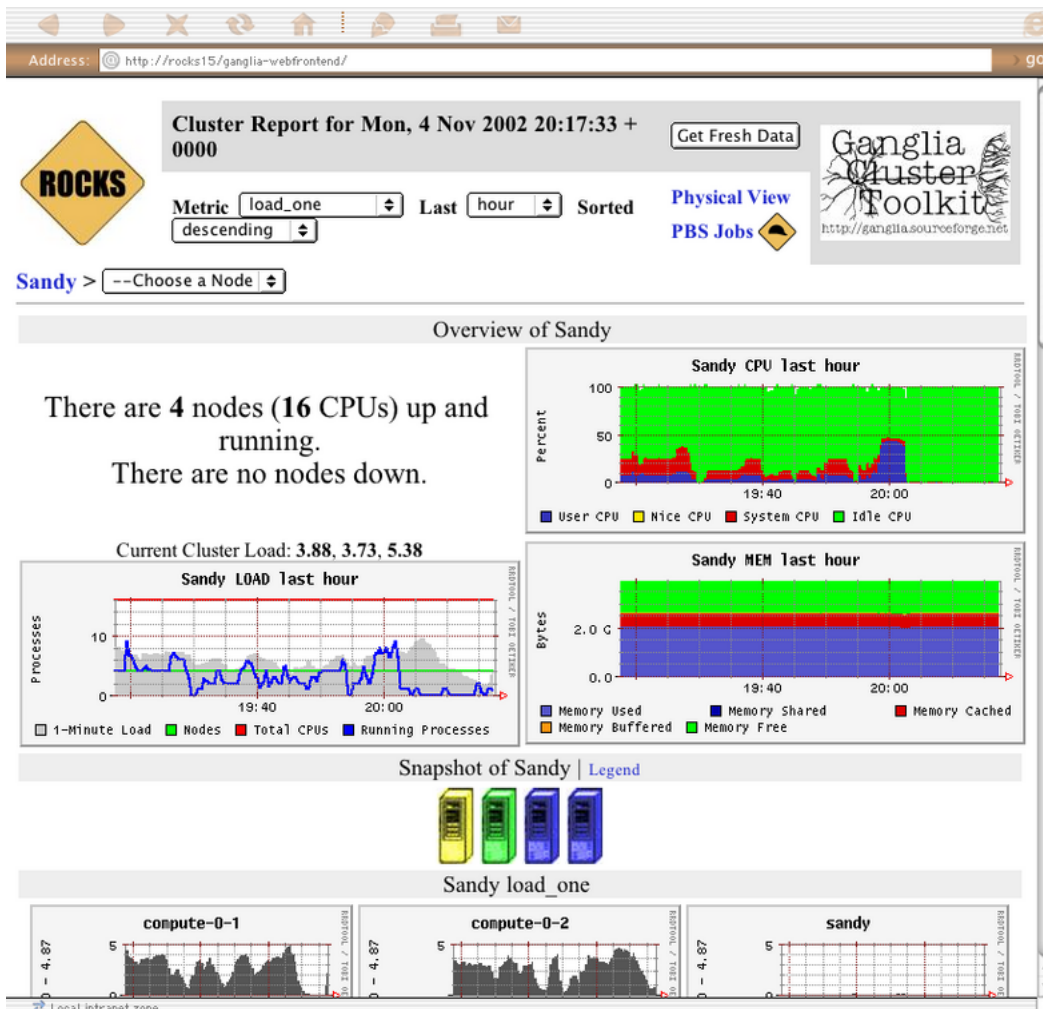 Address: @ http://rocks15/ganglia-webfrontend/ go
ROCKS
Cluster Report for Mon, 4 Nov 2002 20:17:33 +
0000
Get Fresh Data
Metric load_one Last hour Sorted
descending
Physical View
PBS Jobs
Ganglia
Cluster
Toolkit
http://ganglia.sourceforge.net
Sandy > --Choose a Node
Overview of Sandy
There are 4 nodes (16 CPUs) up and
running.
There are no nodes down.
Current Cluster Load: 3.88, 3.73, 5.38
Sandy LOAD last hour
RRDTOOL / TOBI OETIKER
Processes
10
0
19:40 20:00
1-Minute Load Nodes Total CPUs Running Processes
Sandy CPU last hour
RRDTOOL / TOBI OETIKER
Percent
100
50
0
19:40 20:00
User CPU Nice CPU System CPU Idle CPU
Sandy MEM last hour
RRDTOOL / TOBI OETIKER
Bytes
2.0 G
0.0
19:40 20:00
Memory Used Memory Shared Memory Cached
Memory Buffered Memory Free
Snapshot of Sandy | Legend
Sandy load_one
compute-0-1
0 - 4.87
5
0
compute-0-2
0 - 4.87
5
0
sandy
0 - 4.87
5
0
Local intranet zone